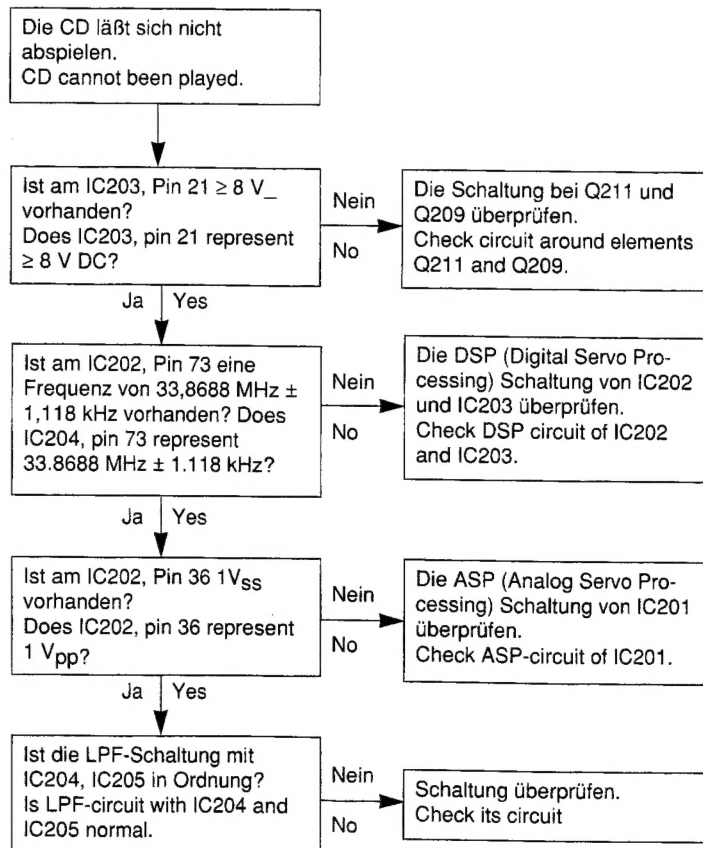 Die CD läßt sich nicht
abspielen.
CD cannot been played.
Ist am IC203, Pin 21 ≥ 8 V_
vorhanden?
Does IC203, pin 21 represent
≥ 8 V DC?
Nein
No
Die Schaltung bei Q211 und
Q209 überprüfen.
Check circuit around elements
Q211 and Q209.
Ja Yes
Ist am IC202, Pin 73 eine
Frequenz von 33,8688 MHz ±
1,118 kHz vorhanden? Does
IC204, pin 73 represent
33.8688 MHz ± 1.118 kHz?
Nein
No
Die DSP (Digital Servo Pro-
cessing) Schaltung von IC202
und IC203 überprüfen.
Check DSP circuit of IC202
and IC203.
Ja Yes
Ist am IC202, Pin 36 1Vss
vorhanden?
Does IC202, pin 36 represent
1 Vpp?
Nein
No
Die ASP (Analog Servo Pro-
cessing) Schaltung von IC201
überprüfen.
Check ASP-circuit of IC201.
Ja Yes
Ist die LPF-Schaltung mit
IC204, IC205 in Ordnung?
Is LPF-circuit with IC204 and
IC205 normal.
Nein
No
Schaltung überprüfen.
Check its circuit